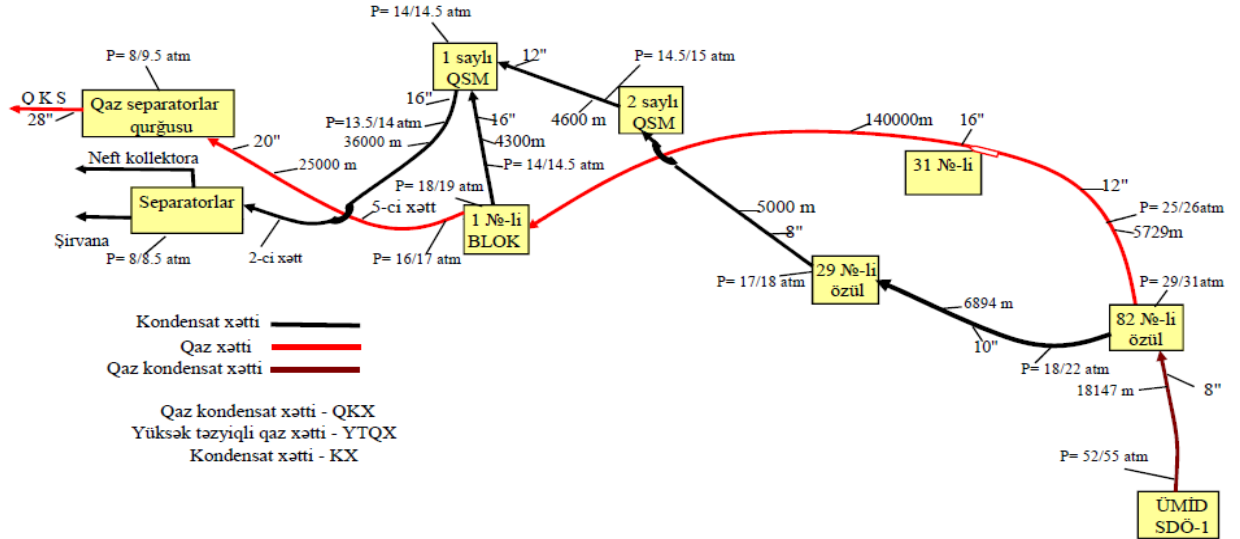 P= 14/14.5 atm
P= 8/9.5 atm
1 saylı
QSM
12"
P= 14.5/15 atm
Q K S
28"
Qaz separatorlar
qurğusu
16"
4600 m
2 saylı
QSM
140000m
16"
31 №-li
P=13.5/14 atm
36000 m
16"
4300m
20"
Neft kollektora
25000 m
P= 14/14.5 atm
12"
P= 18/19 atm
Separatorlar
5-ci xətt
1 №-li
BLOK
5000 m
8"
P= 25/26atm
5729m
Şirvana
P= 8/8.5 atm
2-ci xətt
P= 16/17 atm
P= 17/18 atm
29 №-li
özül
P= 29/31atm
6894 m
82 №-li
özül
10"
Kondensat xətti
Qaz xətti
Qaz kondensat xətti
P= 18/22 atm
18147 m
8"
Qaz kondensat xətti - QKX
Yüksək təzyiqli qaz xətti - YTQX
Kondensat xətti - KX
P= 52/55 atm
ÜMİD
SDÖ-1